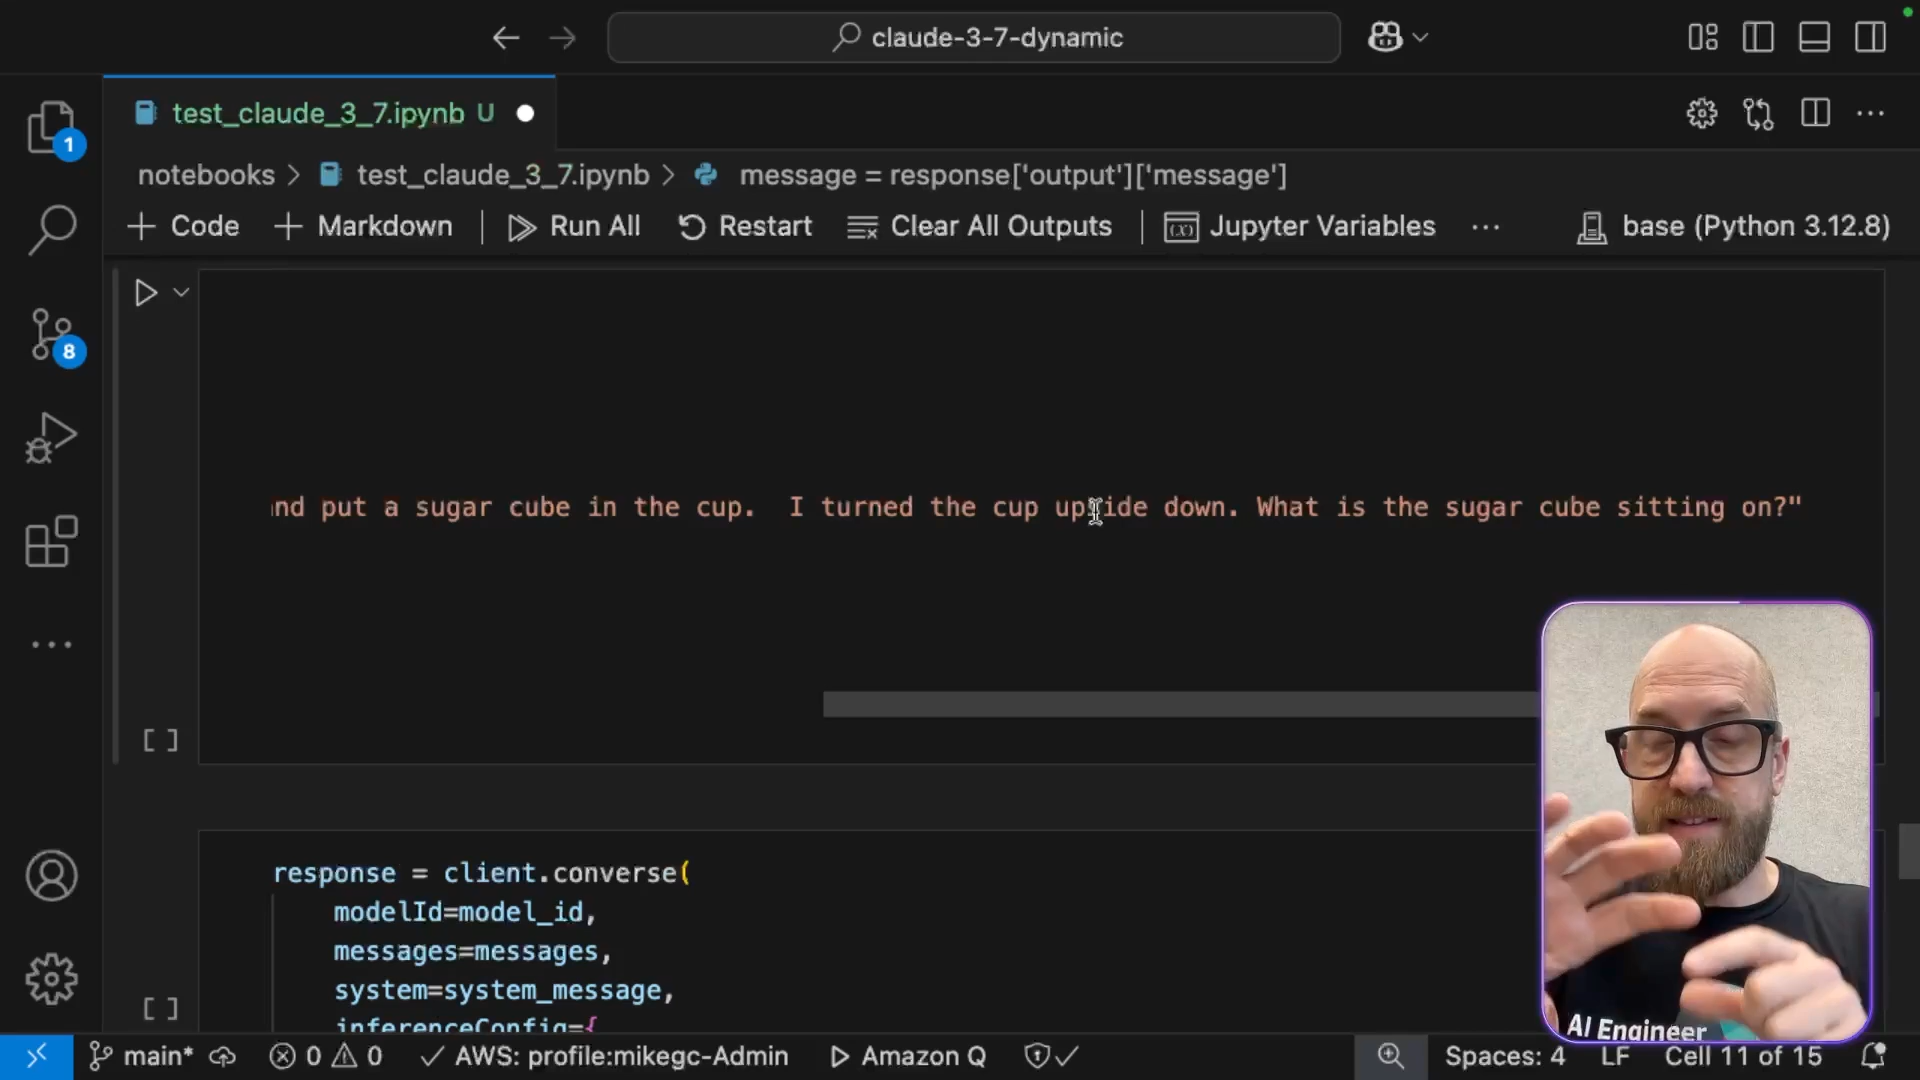 claude-3-7-dynamic
test_claude_3_7.ipynb U
1
notebooks > test_claude_3_7.ipynb > message = response['output']['message']
+ Code + Markdown Run All Restart Clear All Outputs Jupyter Variables ... base (Python 3.12.8)
8
nd put a sugar cube in the cup.  I turned the cup upside down. What is the sugar cube sitting on?"
[ ]
response = client.converse(
modelId=model_id,
messages=messages,
system=system_message,
[ ]
inferenceConfig={
AI Engineer
main* 0 0 AWS: profile:mikegc-Admin Amazon Q Spaces: 4 LF Cell 11 of 15